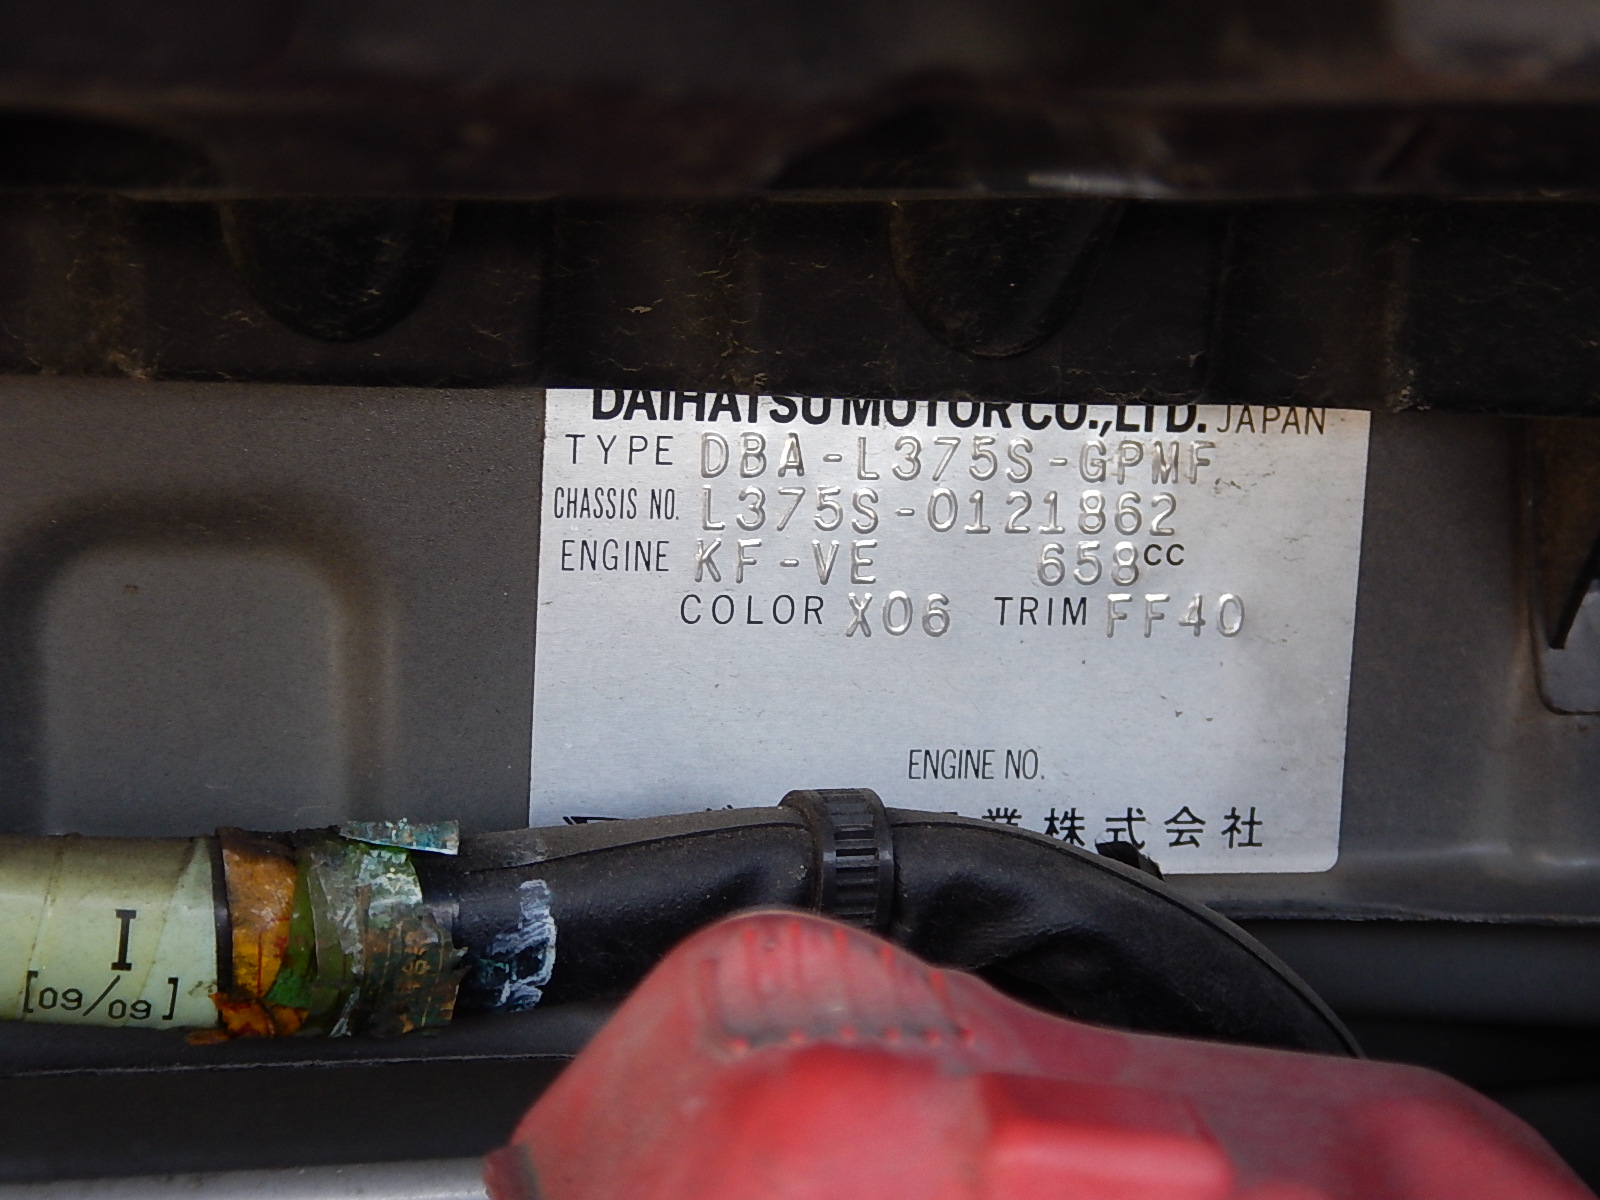 DAIHATSU MOTOR CO., LTD. JAPAN
TYPE DBA-L375S-GPMF
CHASSIS NO. L375S-0121862
ENGINE KF-VE 658CC
COLOR X06 TRIM FF40
ENGINE NO.
業株式会社
I
[09/09]